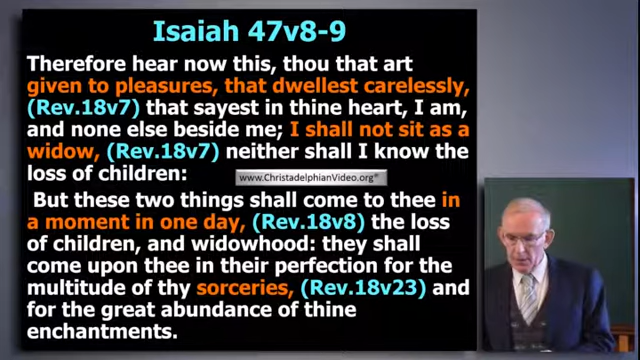 Isaiah 47v8-9
Therefore hear now this, thou that art
given to pleasures, that dwellest carelessly,
(Rev.18v7) that sayest in thine heart, I am,
and none else beside me; I shall not sit as a
widow, (Rev.18v7) neither shall I know the
loss of children:
www.ChristadelphianVideo.org®
But these two things shall come to thee in
a moment in one day, (Rev.18v8) the loss
of children, and widowhood: they shall
come upon thee in their perfection for the
multitude of thy sorceries, (Rev.18v23) and
for the great abundance of thine
enchantments.